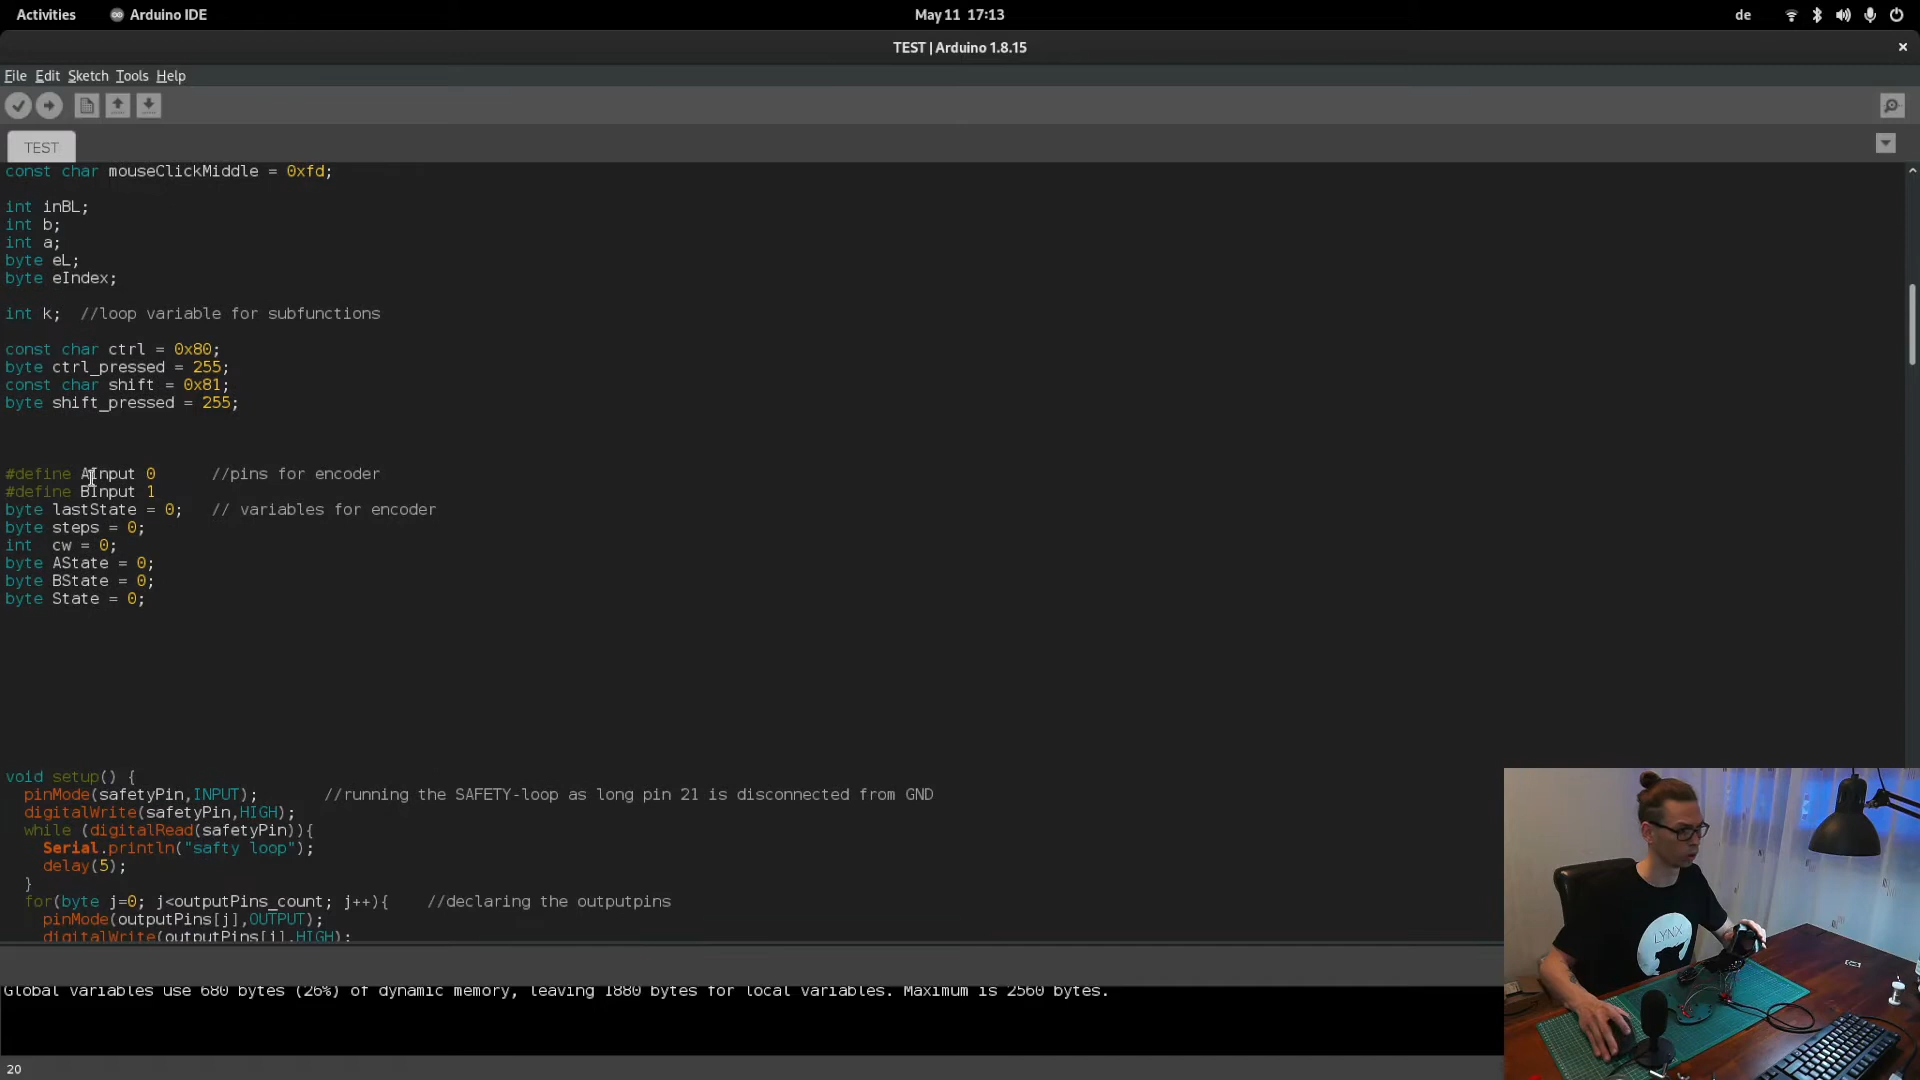 Activities
Arduino IDE
May 11 17:13
de
TEST | Arduino 1.8.15
×
File Edit Sketch Tools Help
TEST
const char mouseClickMiddle = 0xfd;
int inBL;
int b;
int a;
byte eL;
byte eIndex;
int k; //loop variable for subfunctions
const char ctrl = 0x80;
byte ctrl_pressed = 255;
const char shift = 0x81;
byte shift_pressed = 255;
#define AInput 0 //pins for encoder
#define BInput 1
byte lastState = 0; // variables for encoder
byte steps = 0;
int cw = 0;
byte AState = 0;
byte BState = 0;
byte State = 0;
void setup() {
pinMode(safetyPin,INPUT); //running the SAFETY-loop as long pin 21 is disconnected from GND
digitalWrite(safetyPin,HIGH);
while (digitalRead(safetyPin)){
Serial.println("safty loop");
delay(5);
}
for(byte j=0; j<outputPins_count; j++){ //declaring the outputpins
pinMode(outputPins[j],OUTPUT);
digitalWrite(outputPins[j],HIGH);
Global variables use 680 bytes (26%) of dynamic memory, leaving 1880 bytes for local variables. Maximum is 2560 bytes.
20
LYNX